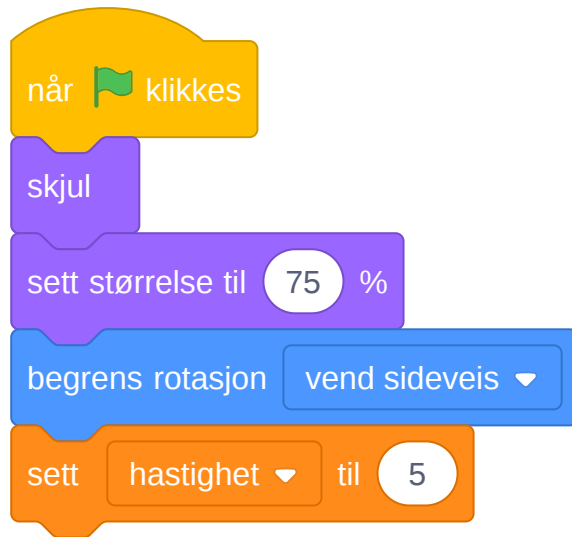 når klikkes
skjul
sett størrelse til 75 %
begrens rotasjon vend sideveis
sett hastighet til 5